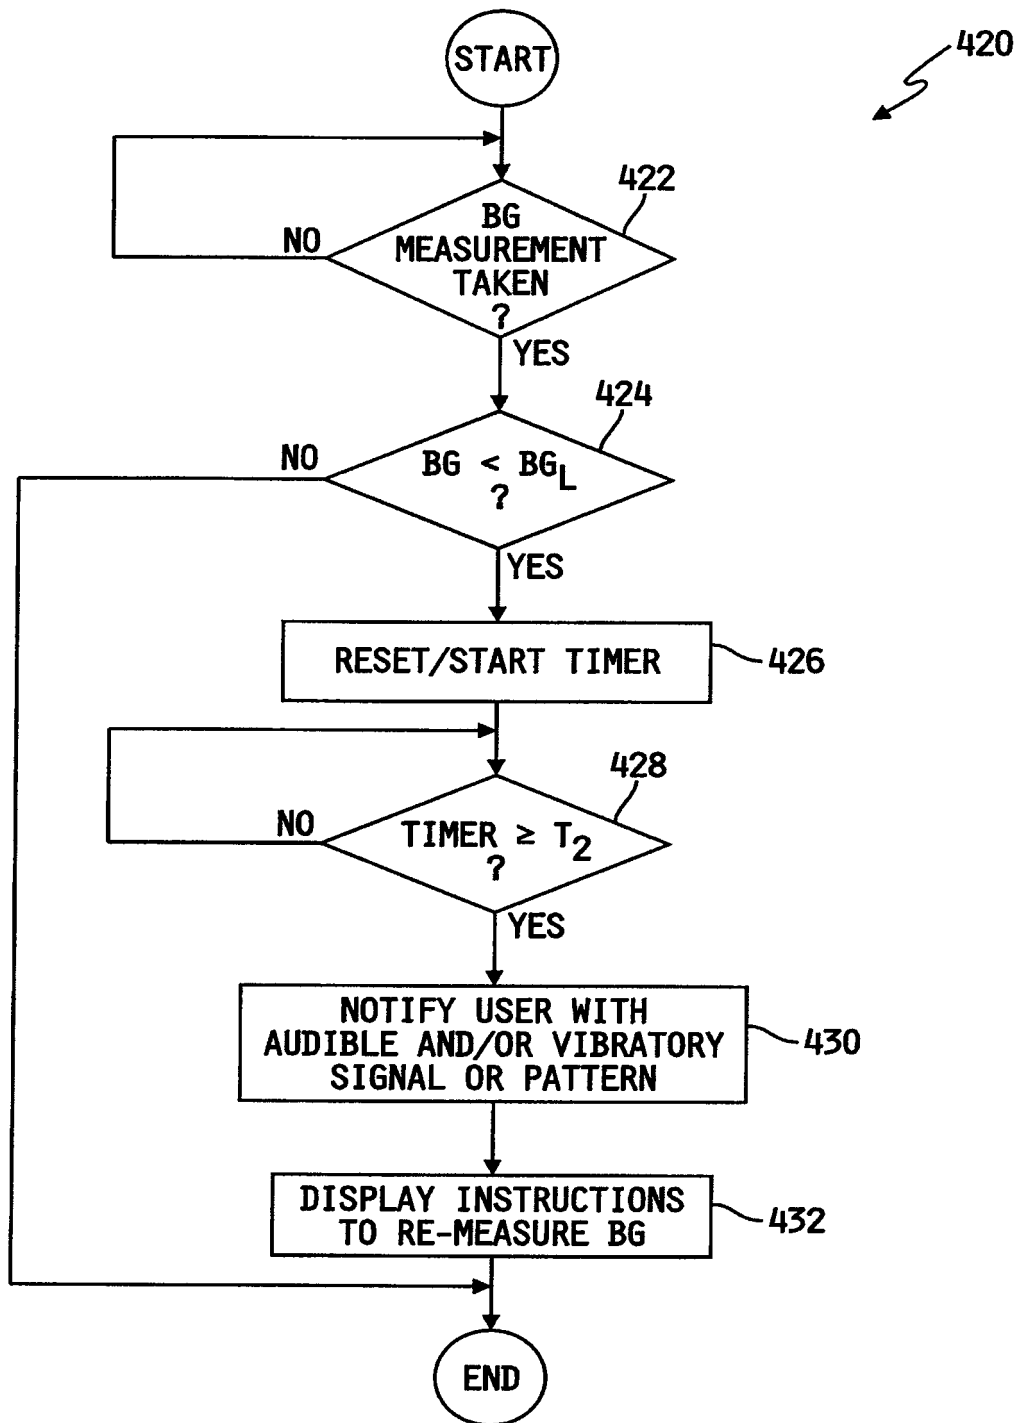 START
420
422
BG
MEASUREMENT
TAKEN
?
NO
YES
424
NO
BG < BGL
?
YES
RESET/START TIMER
426
428
NO
TIMER ≥ T2
?
YES
NOTIFY USER WITH
AUDIBLE AND/OR VIBRATORY
SIGNAL OR PATTERN
430
DISPLAY INSTRUCTIONS
TO RE-MEASURE BG
432
END